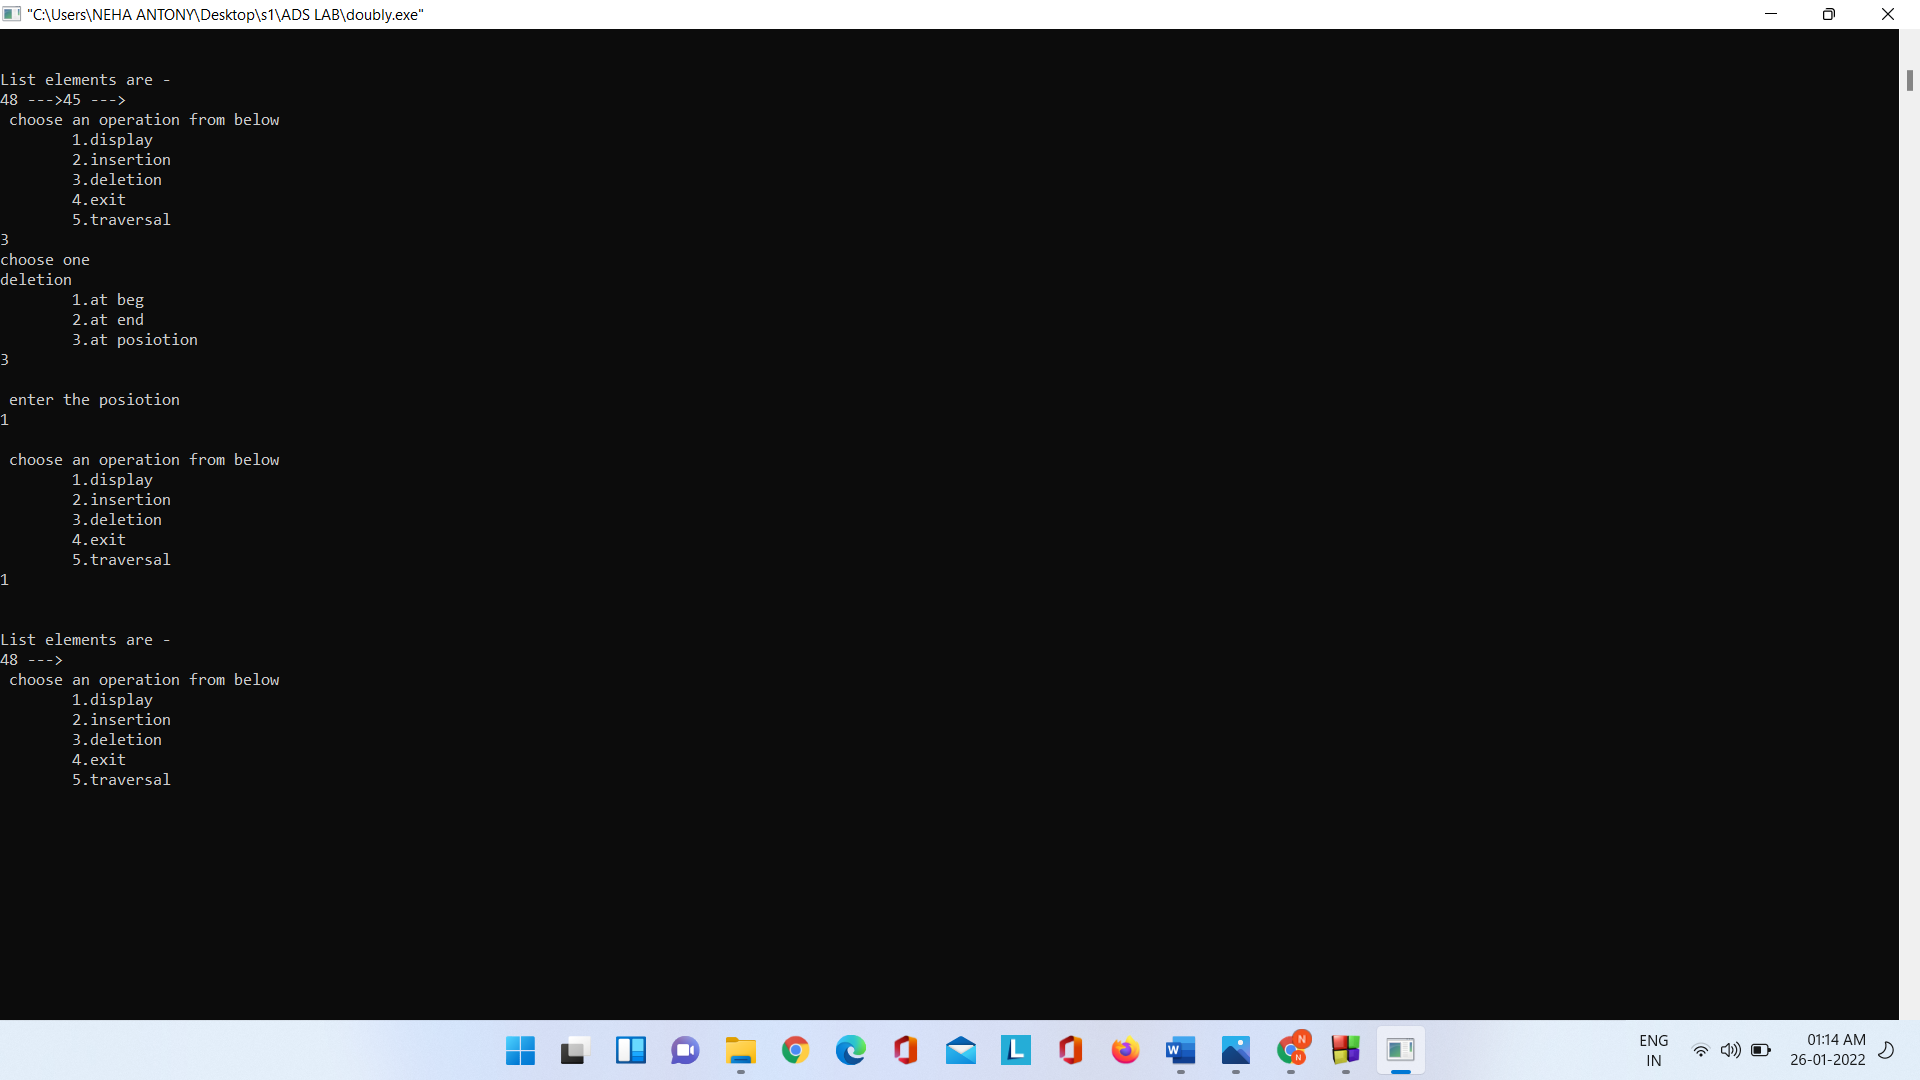 "C:\Users\NEHA ANTONY\Desktop\s1\ADS LAB\doubly.exe"
List elements are -
48 --->45 --->
choose an operation from below
1.display
2.insertion
3.deletion
4.exit
5.traversal
3
choose one
deletion
1.at beg
2.at end
3.at posiotion
3
enter the posiotion
1
choose an operation from below
1.display
2.insertion
3.deletion
4.exit
5.traversal
1
List elements are -
48 --->
choose an operation from below
1.display
2.insertion
3.deletion
4.exit
5.traversal
L
W
N
N
ENG
IN
01:14 AM
26-01-2022